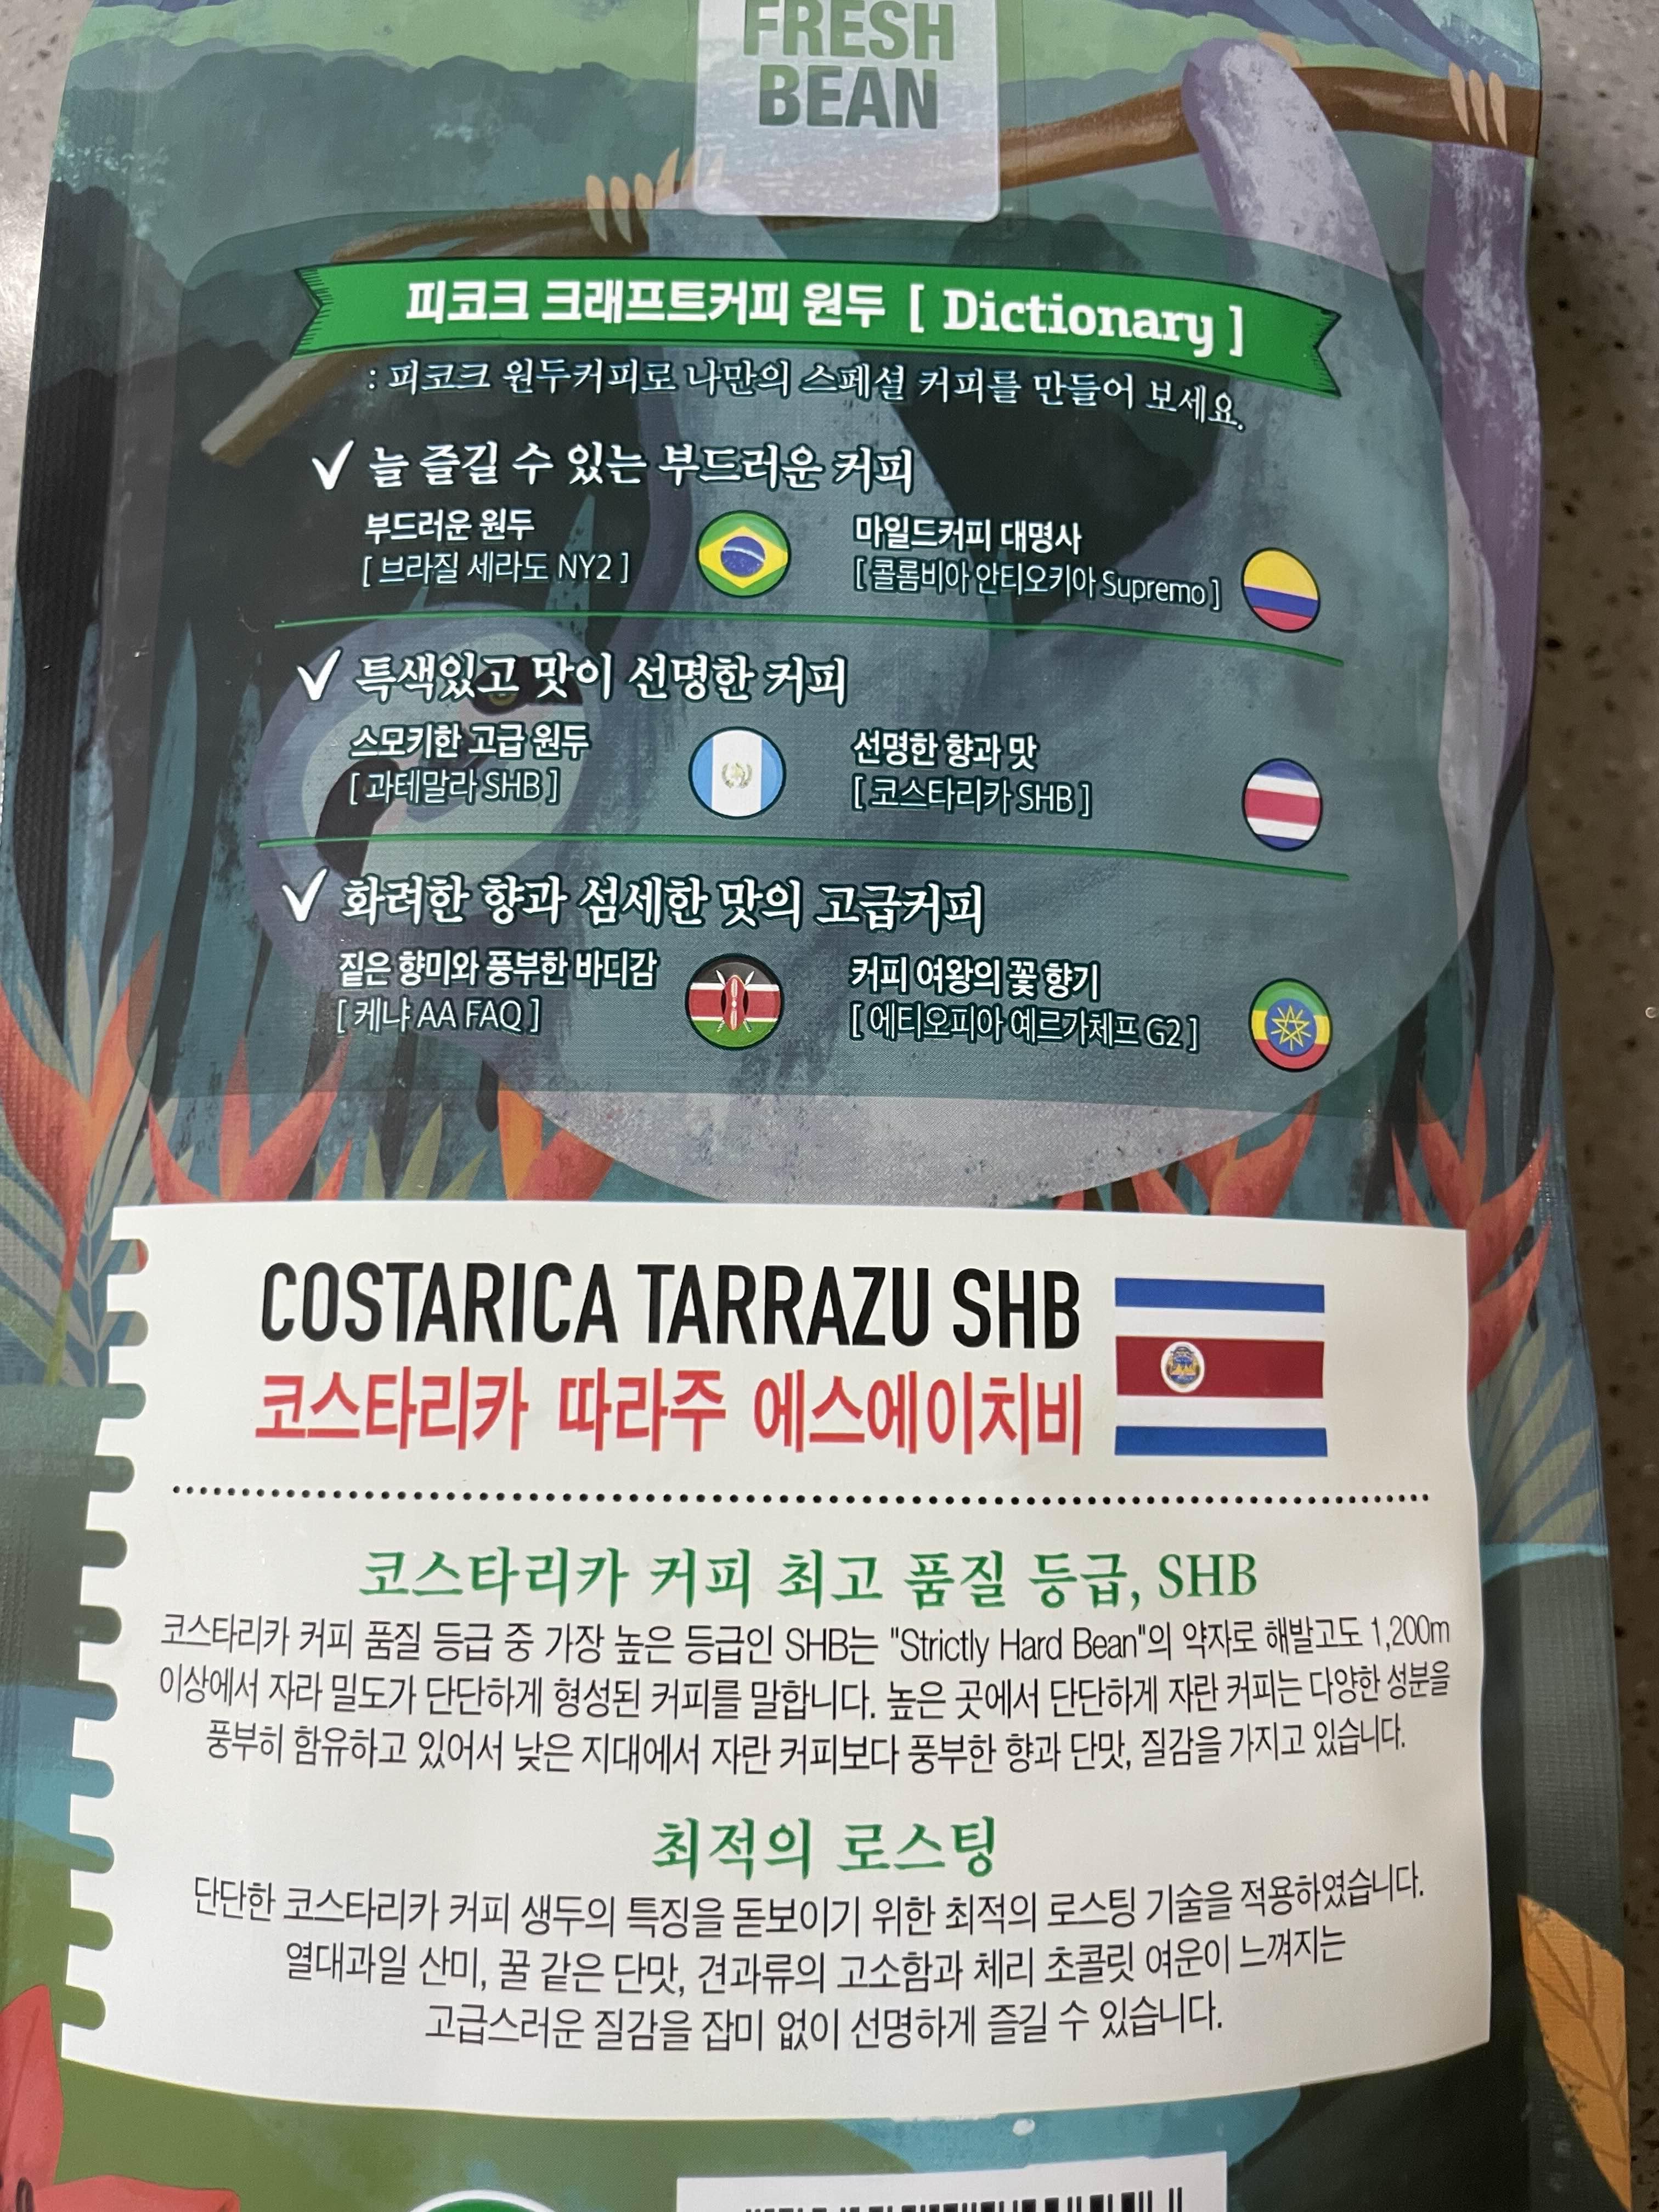 FRESH
BEAN
피코크 크래프트커피 원두 [ Dictionary ]
: 피코크 원두커피로 나만의 스페셜 커피를 만들어 보세요.
✓ 늘 즐길 수 있는 부드러운 커피
부드러운 원두
[ 브라질 세라도 NY2 ]
마일드커피 대명사
[ 콜롬비아 안티오키아 Supremo ]
✓ 특색있고 맛이 선명한 커피
스모키한 고급 원두
[ 과테말라 SHB ]
선명한 향과 맛
[ 코스타리카 SHB ]
✓ 화려한 향과 섬세한 맛의 고급커피
짙은 향미와 풍부한 바디감
[ 케냐 AA FAQ ]
커피 여왕의 꽃 향기
[ 에티오피아 예르가체프 G2 ]
COSTARICA TARRAZU SHB
코스타리카 따라주 에스에이치비
코스타리카 커피 최고 품질 등급, SHB
코스타리카 커피 품질 등급 중 가장 높은 등급인 SHB는 "Strictly Hard Bean"의 약자로 해발고도 1,200m
이상에서 자라 밀도가 단단하게 형성된 커피를 말합니다. 높은 곳에서 단단하게 자란 커피는 다양한 성분을
풍부히 함유하고 있어서 낮은 지대에서 자란 커피보다 풍부한 향과 단맛, 질감을 가지고 있습니다.
최적의 로스팅
단단한 코스타리카 커피 생두의 특징을 돋보이기 위한 최적의 로스팅 기술을 적용하였습니다.
열대과일 산미, 꿀 같은 단맛, 견과류의 고소함과 체리 초콜릿 여운이 느껴지는
고급스러운 질감을 잡미 없이 선명하게 즐길 수 있습니다.